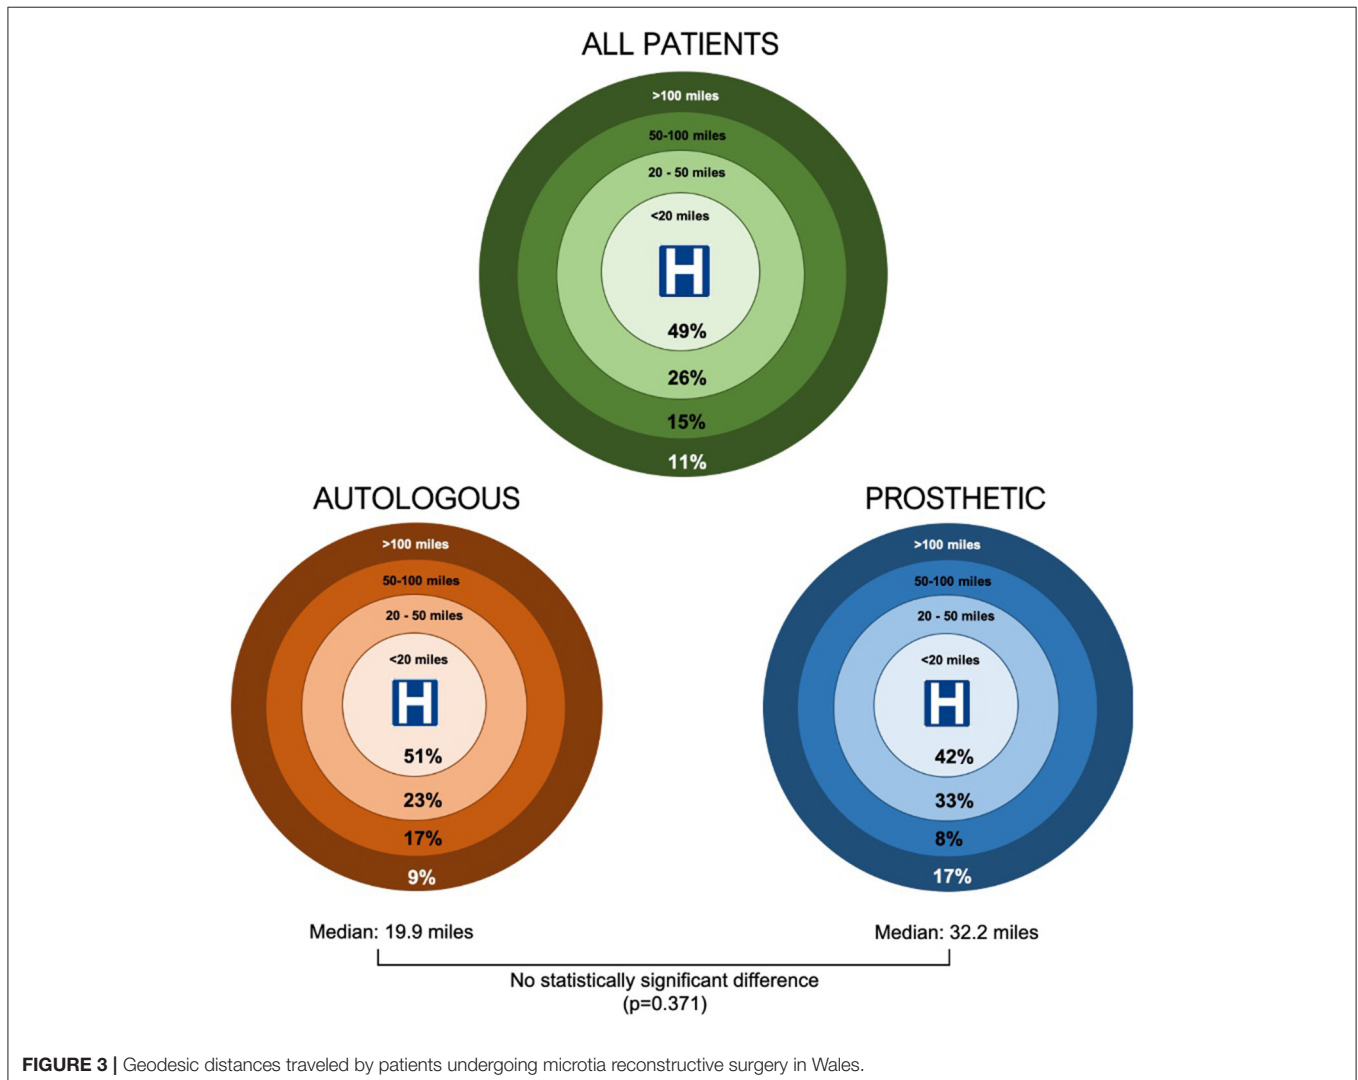 ALL PATIENTS
>100 miles
50-100 miles
20 - 50 miles
<20 miles
H
49%
26%
15%
11%
AUTOLOGOUS
>100 miles
50-100 miles
20 - 50 miles
<20 miles
H
51%
23%
17%
9%
Median: 19.9 miles
PROSTHETIC
>100 miles
50-100 miles
20 - 50 miles
<20 miles
H
42%
33%
8%
17%
Median: 32.2 miles
No statistically significant difference
(p=0.371)
FIGURE 3 | Geodesic distances traveled by patients undergoing microtia reconstructive surgery in Wales.